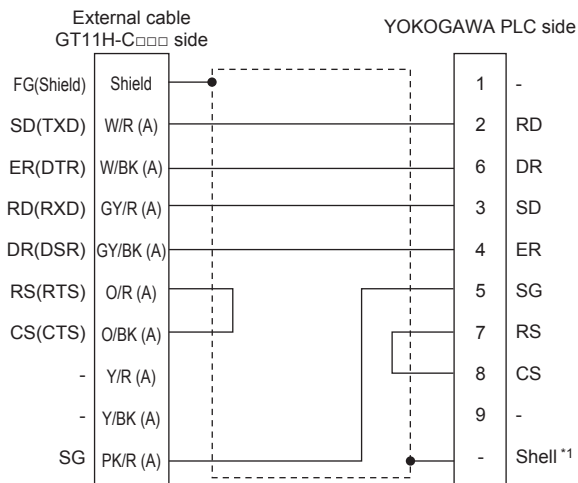 External cable
GT11H-C□□□ side
YOKOGAWA PLC side
FG(Shield) Shield 1 -
SD(TXD) W/R (A) 2 RD
ER(DTR) W/BK (A) 6 DR
RD(RXD) GY/R (A) 3 SD
DR(DSR) GY/BK (A) 4 ER
RS(RTS) O/R (A) 5 SG
CS(CTS) O/BK (A) 7 RS
- Y/R (A) 8 CS
- Y/BK (A) 9 -
SG PK/R (A) - Shell *1